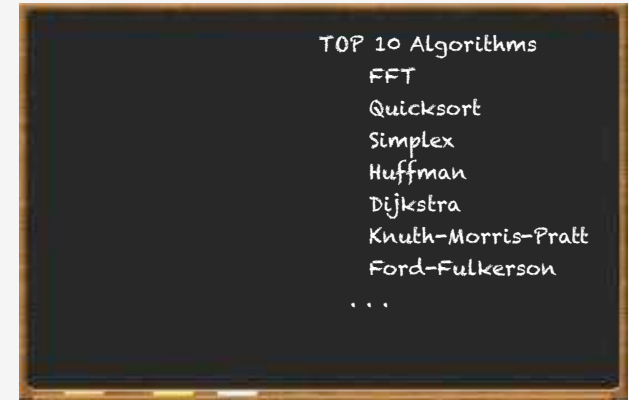 TOP 10 Algorithms
FFT
Quicksort
Simplex
Huffman
Dijkstra
Knuth-Morris-Pratt
Ford-Fulkerson
...